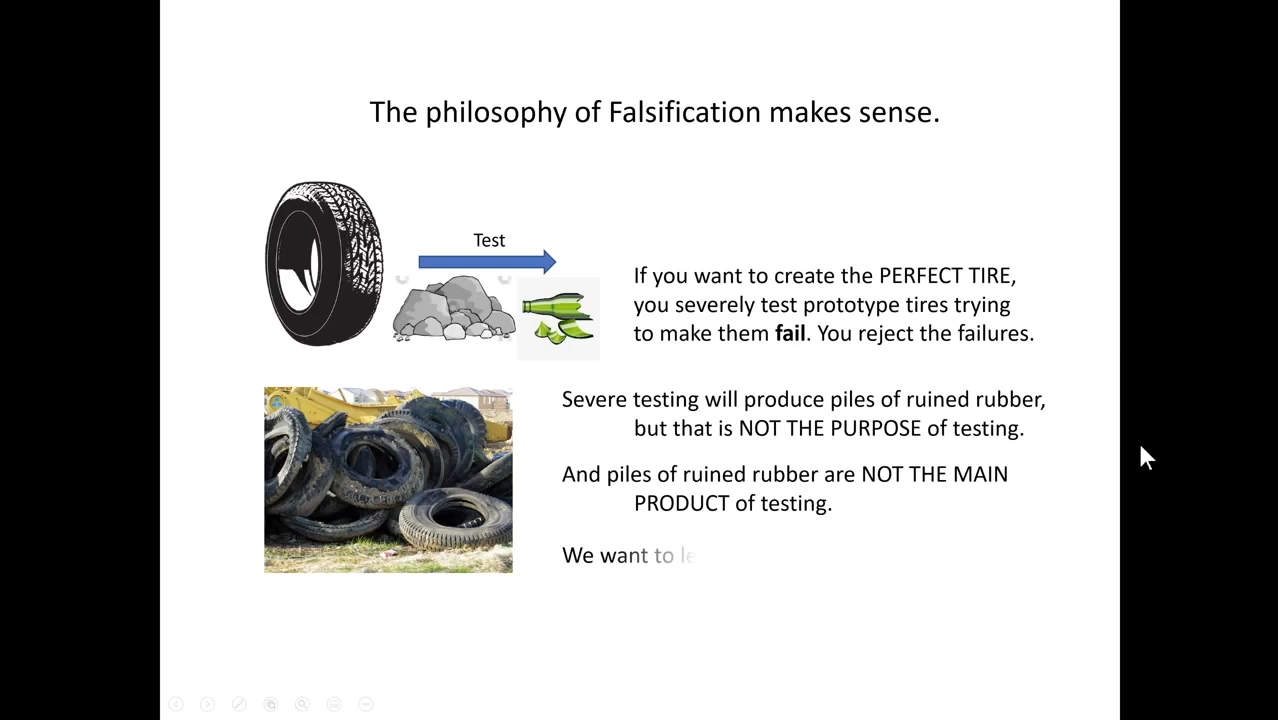 The philosophy of Falsification makes sense.
Test
If you want to create the PERFECT TIRE,
you severely test prototype tires trying
to make them fail. You reject the failures.
Severe testing will produce piles of ruined rubber,
but that is NOT THE PURPOSE of testing.
And piles of ruined rubber are NOT THE MAIN
PRODUCT of testing.
We want to